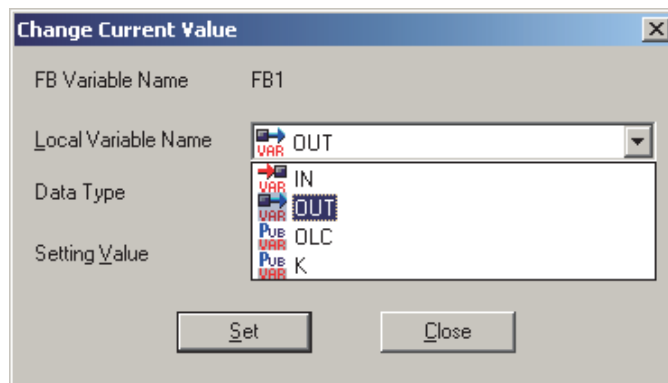 Change Current Value
FB Variable Name FB1
Local Variable Name VAR OUT
VAR IN
Data Type VAR OUT
PUB VAR OLC
Setting Value PUB VAR K
Set Close